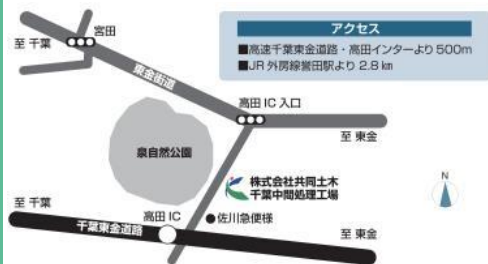 アクセス
■高速千葉東金道路・高田インターより500m
■JR外房線誉田駅より2.8㎞
宮田
至 千葉
東金街道
高田 IC 入口
至 東金
泉自然公園
株式会社共同土木
千葉中間処理工場
N
至 千葉
高田 IC
●佐川急便様
千葉東金道路
至 東金